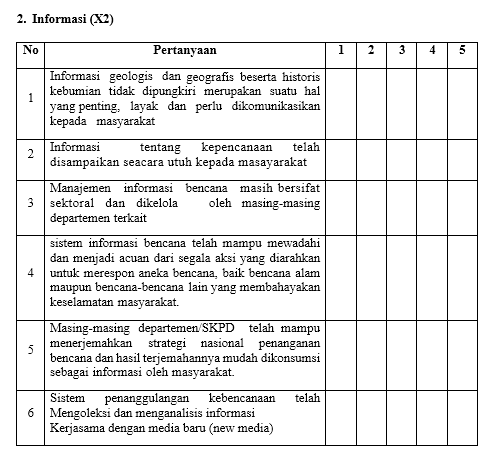 2. Informasi (X2)
No Pertanyaan 1 2 3 4 5
1 Informasi geologis dan geografis beserta historis
kebumian tidak dipungkiri merupakan suatu hal
yang penting, layak dan perlu dikomunikasikan
kepada masyarakat
2 Informasi tentang kepencanaan telah
disampaikan seacara utuh kepada masayarakat
3 Manajemen informasi bencana masih bersifat
sektoral dan dikelola oleh masing-masing
departemen terkait
4 sistem informasi bencana telah mampu mewadahi
dan menjadi acuan dari segala aksi yang diarahkan
untuk merespon aneka bencana, baik bencana alam
maupun bencana-bencana lain yang membahayakan
keselamatan masyarakat.
5 Masing-masing departemen/SKPD telah mampu
menerjemahkan strategi nasional penanganan
bencana dan hasil terjemahannya mudah dikonsumsi
sebagai informasi oleh masyarakat.
6 Sistem penanggulangan kebencanaan telah
Mengoleksi dan menganalisis informasi
Kerjasama dengan media baru (new media)